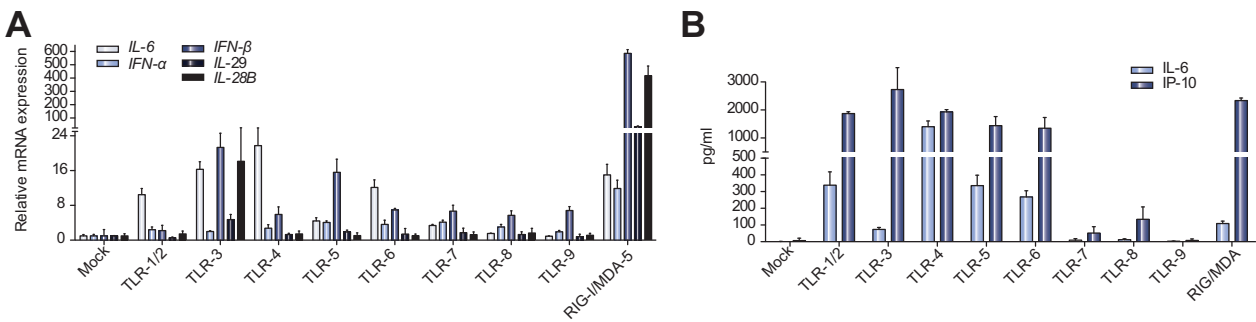 A
Relative mRNA expression
600
500
400
300
200
100
24
16
8
0
IL-6
IFN-α
IFN-β
IL-29
IL-28B
Mock
TLR-1/2
TLR-3
TLR-4
TLR-5
TLR-6
TLR-7
TLR-8
TLR-9
RIG-I/MDA-5
B
pg/ml
3000
2000
1000
500
400
300
200
100
0
IL-6
IP-10
Mock
TLR-1/2
TLR-3
TLR-4
TLR-5
TLR-6
TLR-7
TLR-8
TLR-9
RIG/MDA